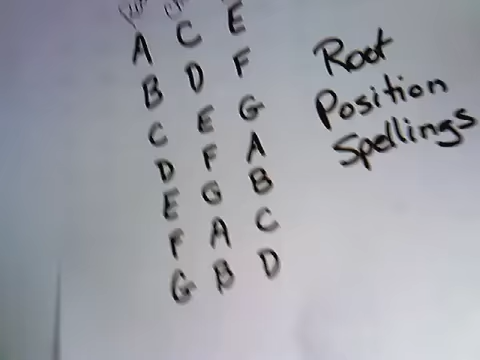 A C E
B D F
C E G
D F A
E G B
F A C
G B D
Root
Position
Spellings